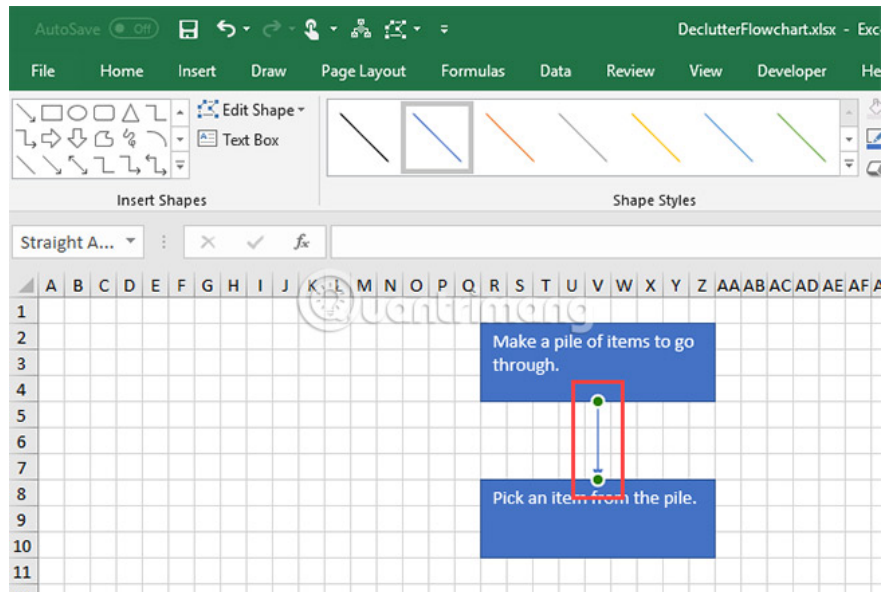 AutoSave Off DeclutterFlowchart.xlsx - Exc
File Home Insert Draw Page Layout Formulas Data Review View Developer He
Edit Shape
Text Box
Insert Shapes
Shape Styles
Straight A... fx
A B C D E F G H I J K L M N O P Q R S T U V W X Y Z AA AB AC AD AE AF A
1
2
3
4
5
6
7
8
9
10
11
Quantrimang
Make a pile of items to go
through.
Pick an item from the pile.